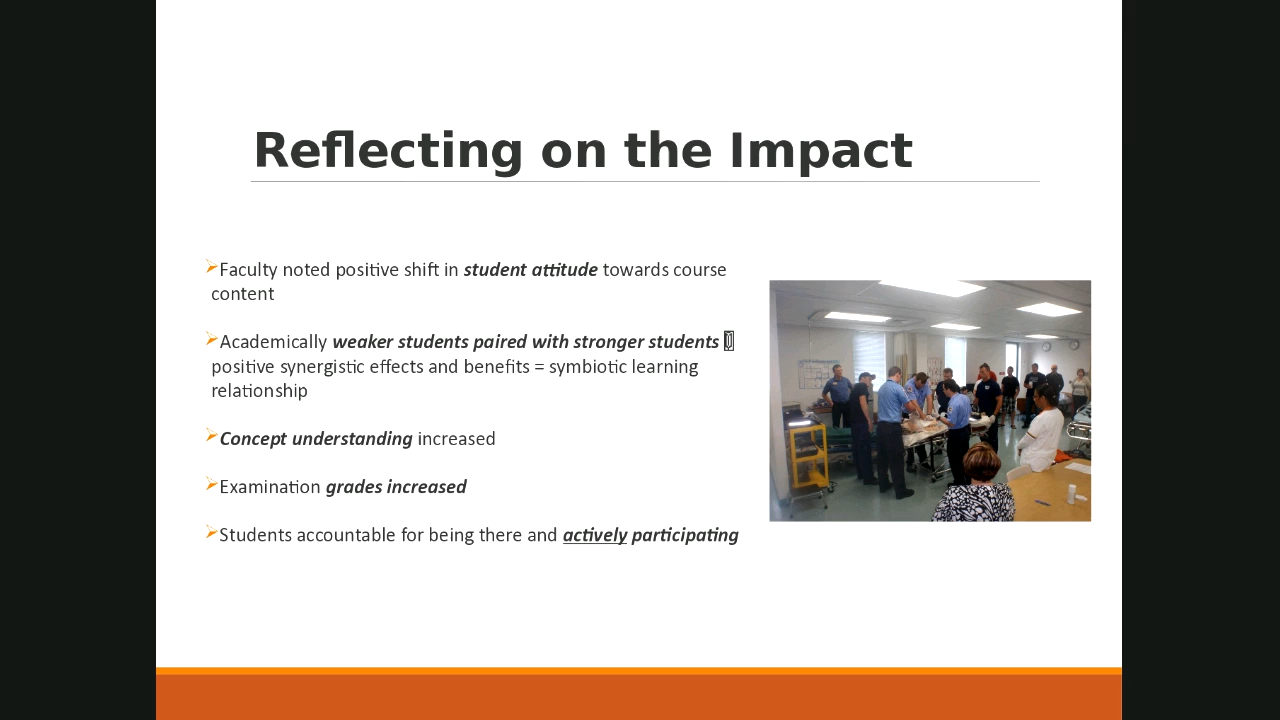 Reflecting on the Impact
Faculty noted positive shift in student attitude towards course
content
Academically weaker students paired with stronger students
positive synergistic effects and benefits = symbiotic learning
relationship
Concept understanding increased
Examination grades increased
Students accountable for being there and actively participating